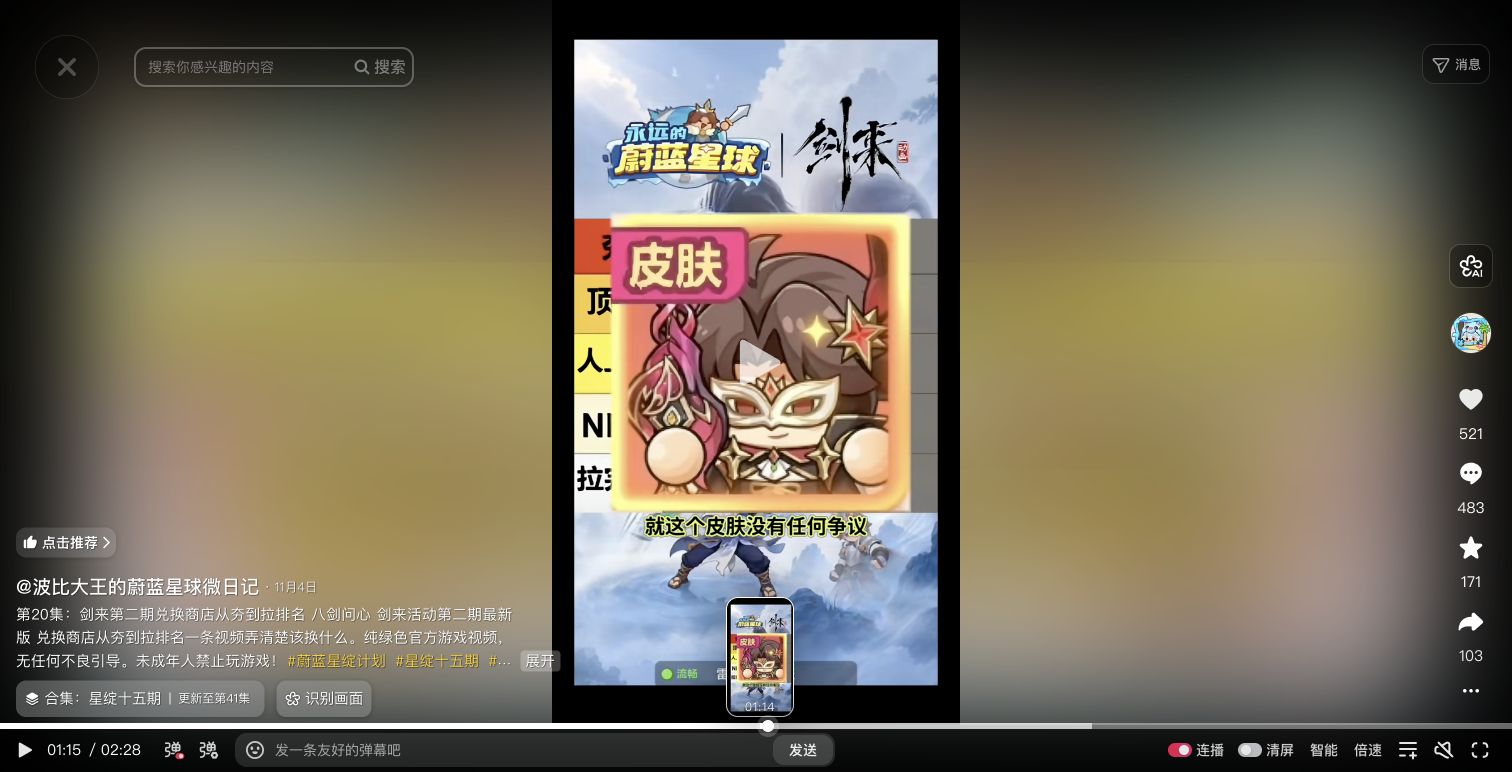 搜索你感兴趣的内容
搜索
消息
永远的
蔚蓝星球
剑来
动画
皮肤
顶
人
拉
就这个皮肤没有任何争议
AI
521
483
171
103
点击推荐
@波比大王的蔚蓝星球微日记 · 11月4日
第20集：剑来第二期兑换商店从夯到拉排名 八剑问心 剑来活动第二期最新
版 兑换商店从夯到拉排名一条视频弄清楚该换什么。纯绿色官方游戏视频，
无任何不良引导。未成年人禁止玩游戏！#蔚蓝星绽计划 #星绽十五期 #... 展开
合集：星绽十五期 | 更新至第41集
识别画面
流畅
雷
皮肤
01:14
01:15 / 02:28
弹
弹
发一条友好的弹幕吧
发送
连播
清屏
智能
倍速